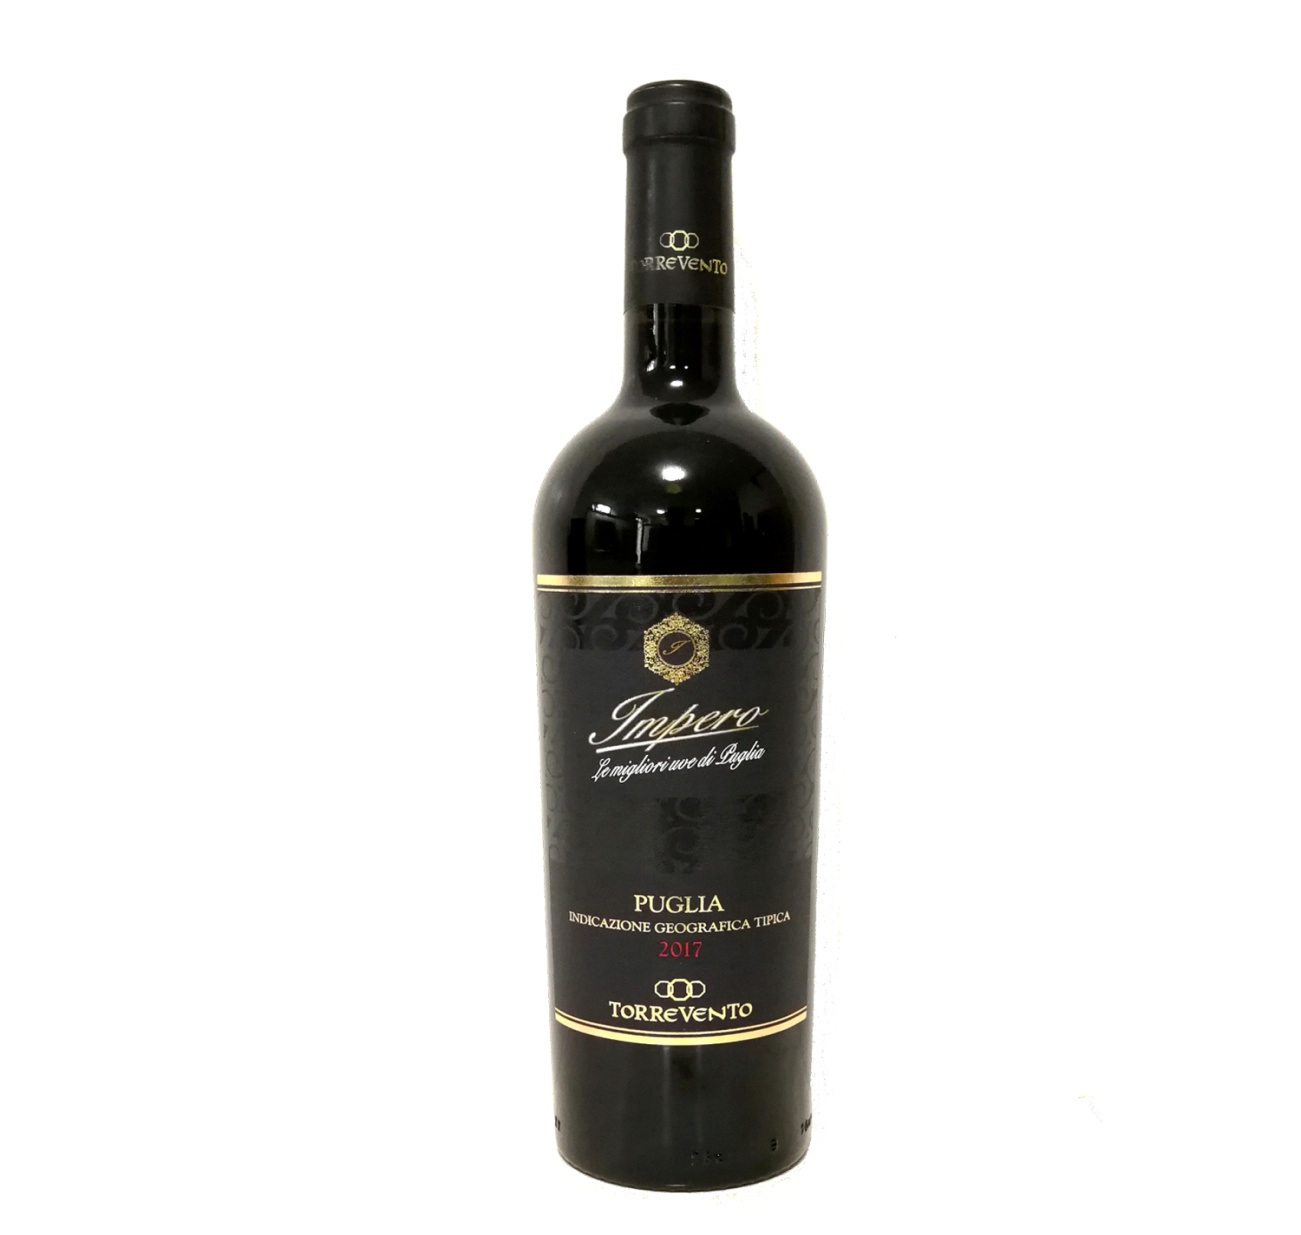 TORREVENTO
I
Impero
Le migliori uve di Puglia
PUGLIA
INDICAZIONE GEOGRAFICA TIPICA
2017
TORREVENTO